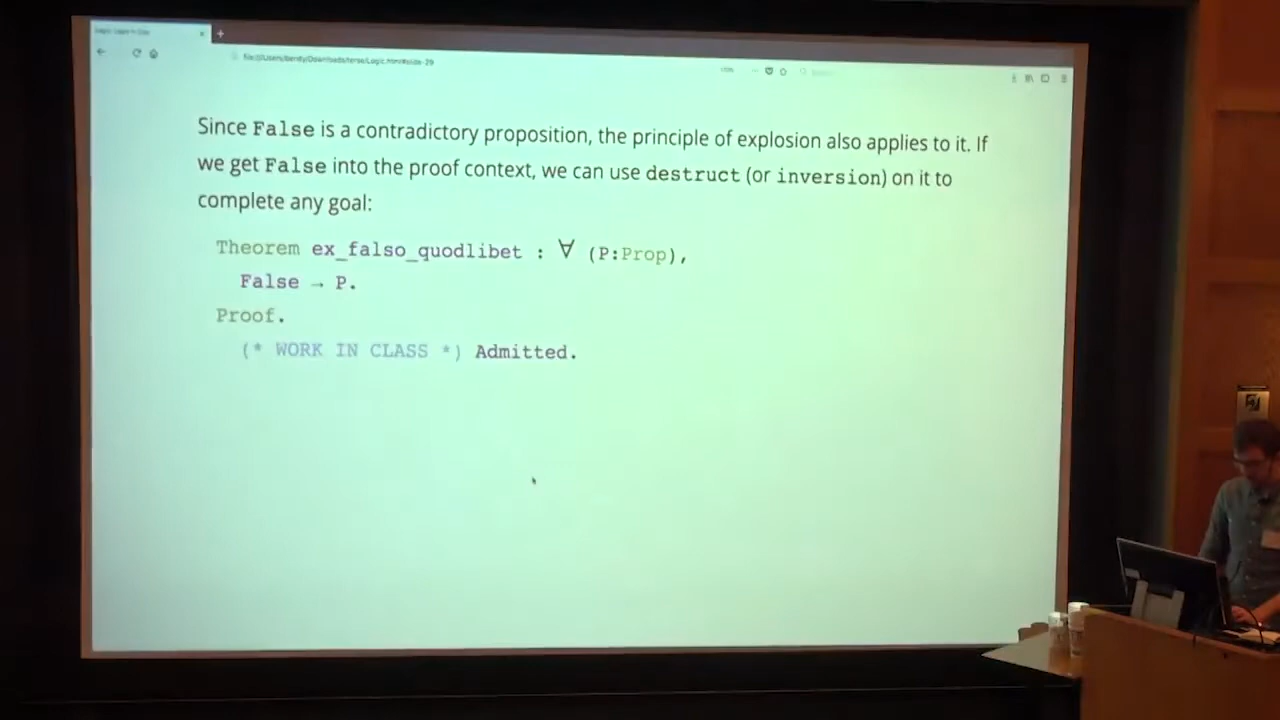 Since False is a contradictory proposition, the principle of explosion also applies to it. If
we get False into the proof context, we can use destruct (or inversion) on it to
complete any goal:
Theorem ex_falso_quodlibet : ∀ (P:Prop),
False → P.
Proof.
(* WORK IN CLASS *) Admitted.